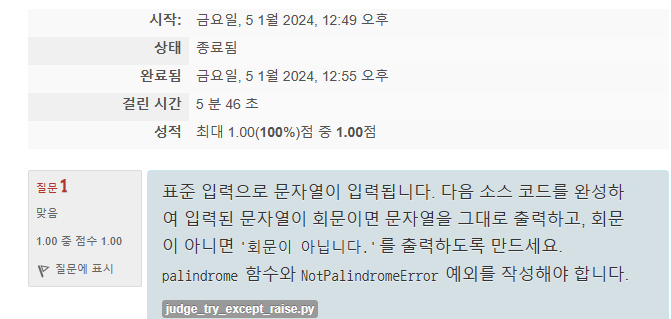 시작: 금요일, 5 1월 2024, 12:49 오후
상태 종료됨
완료됨 금요일, 5 1월 2024, 12:55 오후
걸린 시간 5 분 46 초
성적 최대 1.00(100%)점 중 1.00점
질문 1
맞음
1.00 중 점수 1.00
질문에 표시
표준 입력으로 문자열이 입력됩니다. 다음 소스 코드를 완성하
여 입력된 문자열이 회문이면 문자열을 그대로 출력하고, 회문
이 아니면 '회문이 아닙니다.'를 출력하도록 만드세요.
palindrome 함수와 NotPalindromeError 예외를 작성해야 합니다.
judge_try_except_raise.py